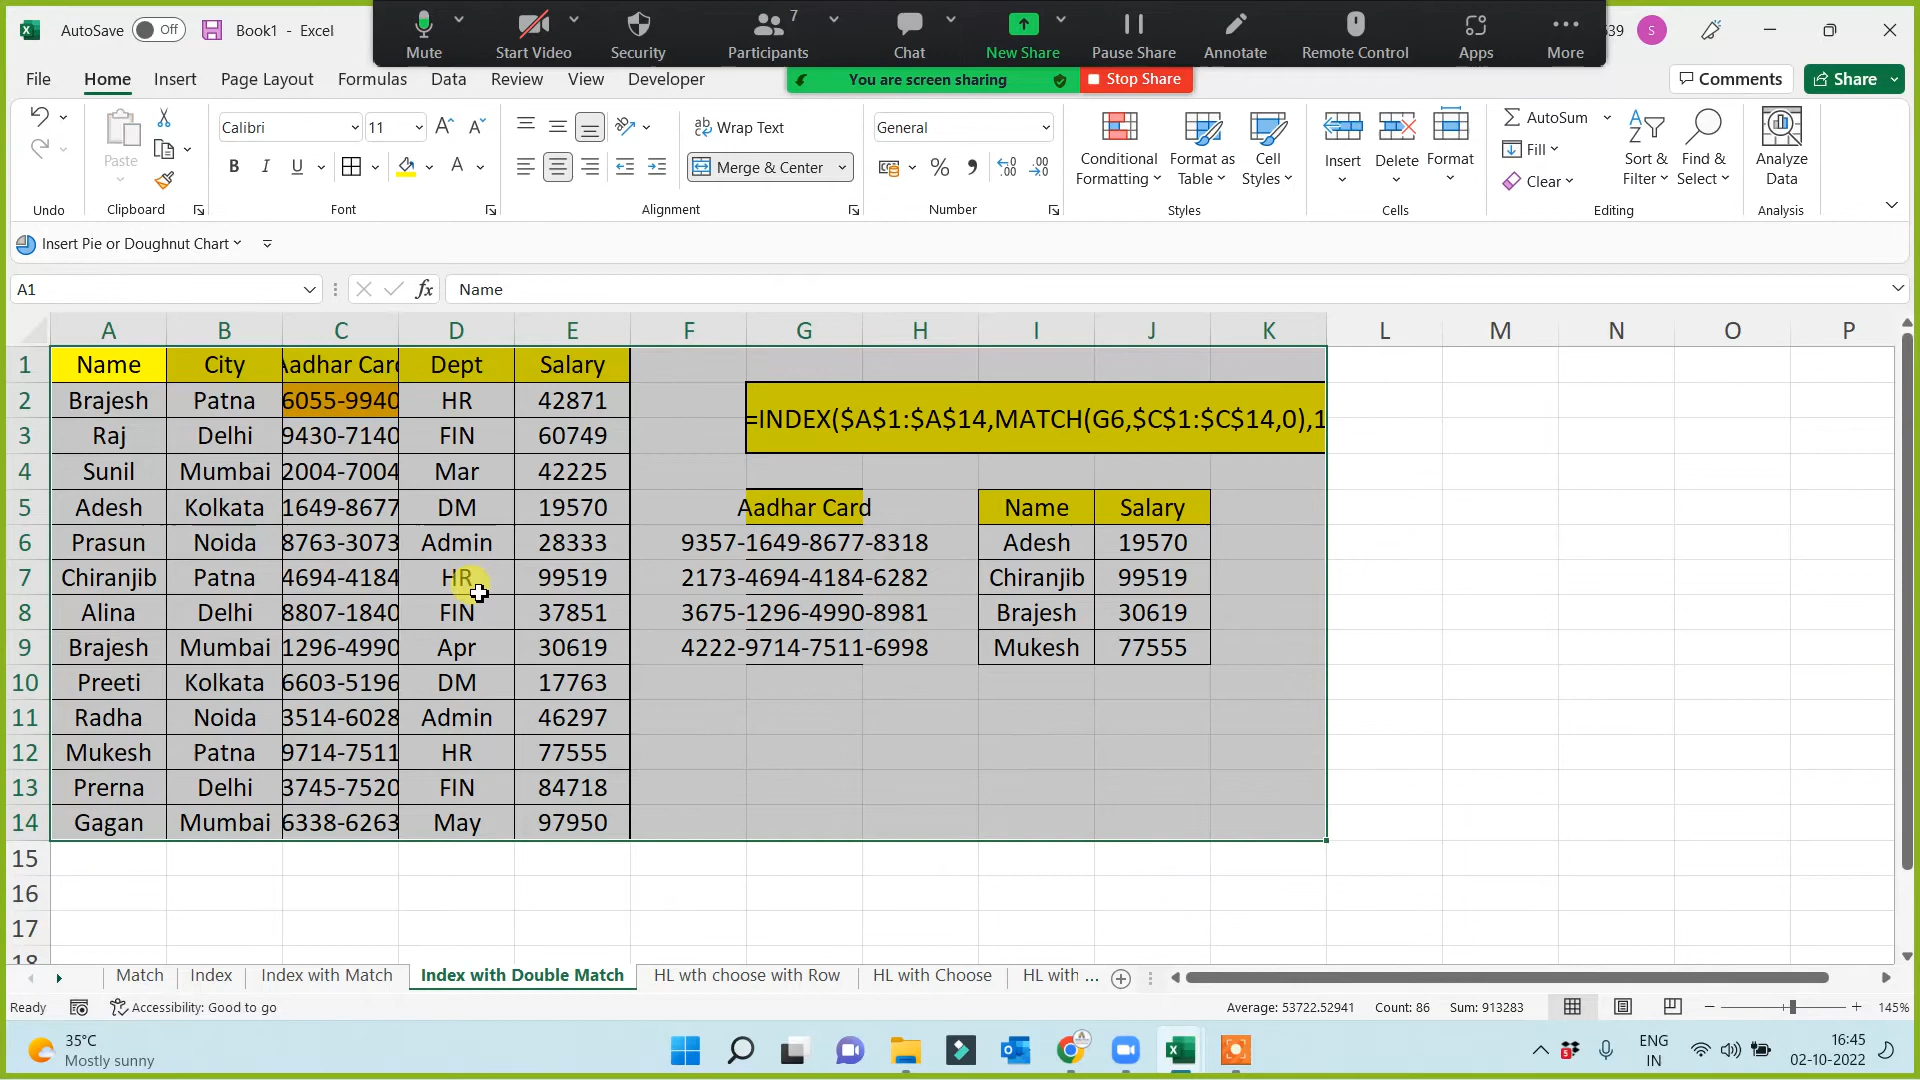 AutoSave Off Book1 - Excel
Mute Start Video Security Participants 7 Chat New Share Pause Share Annotate Remote Control Apps More
39 S
File Home Insert Page Layout Formulas Data Review View Developer
You are screen sharing Stop Share
Comments Share
Paste
Calibri 11
B I U A
Wrap Text
Merge & Center
General
Conditional Formatting
Format as Table
Cell Styles
Insert Delete Format
AutoSum
Fill
Clear
Sort & Filter
Find & Select
Analyze Data
Undo Clipboard Font Alignment Number Styles Cells Editing Analysis
Insert Pie or Doughnut Chart
A1 fx Name
A B C D E F G H I J K L M N O P
1 Name City Aadhar Card Dept Salary
2 Brajesh Patna 6055-9940 HR 42871
=INDEX($A$1:$A$14,MATCH(G6,$C$1:$C$14,0),1
3 Raj Delhi 9430-7140 FIN 60749
4 Sunil Mumbai 2004-7004 Mar 42225
5 Adesh Kolkata 1649-8677 DM 19570 Aadhar Card Name Salary
6 Prasun Noida 8763-3073 Admin 28333 9357-1649-8677-8318 Adesh 19570
7 Chiranjib Patna 4694-4184 HR 99519 2173-4694-4184-6282 Chiranjib 99519
8 Alina Delhi 8807-1840 FIN 37851 3675-1296-4990-8981 Brajesh 30619
9 Brajesh Mumbai 1296-4990 Apr 30619 4222-9714-7511-6998 Mukesh 77555
10 Preeti Kolkata 6603-5196 DM 17763
11 Radha Noida 3514-6028 Admin 46297
12 Mukesh Patna 9714-7511 HR 77555
13 Prerna Delhi 3745-7520 FIN 84718
14 Gagan Mumbai 6338-6263 May 97950
15
16
17
18
Match Index Index with Match Index with Double Match HL wth choose with Row HL with Choose HL with ...
Ready Accessibility: Good to go Average: 53722.52941 Count: 86 Sum: 913283 145%
35°C
Mostly sunny
ENG
IN
16:45
02-10-2022